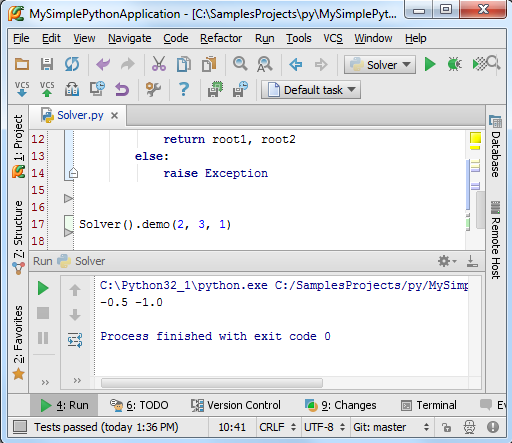 MySimplePythonApplication - [C:\SamplesProjects\py\MySimplePyt...
File Edit View Navigate Code Refactor Run Tools VCS Window Help
Solver
VCS VCS Default task
1: Project
Z: Structure
2: Favorites
Solver.py
12 return root1, root2
13 else:
14 raise Exception
15
16
17 Solver().demo(2, 3, 1)
18
Database
Remote Host
Run Solver
C:\Python32_1\python.exe C:/SamplesProjects/py/MySimp
-0.5 -1.0
Process finished with exit code 0
4: Run 6: TODO Version Control 9: Changes Terminal Ev
Tests passed (today 1:36 PM) 10:41 CRLF UTF-8 Git: master